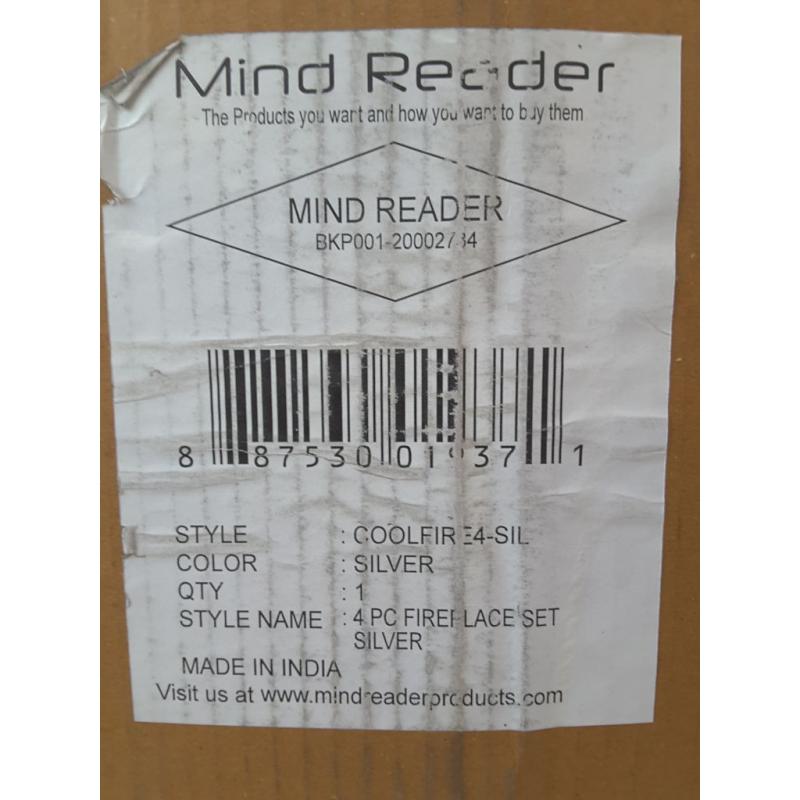 Mind Reader
The Products you want and how you want to buy them
MIND READER
8 87530 01937 1
STYLE : COOLFIRE4-SIL
COLOR : SILVER
QTY : 1
STYLE NAME : 4 PC FIREPLACE SET
SILVER
MADE IN INDIA
Visit us at www.mindreaderproducts.com